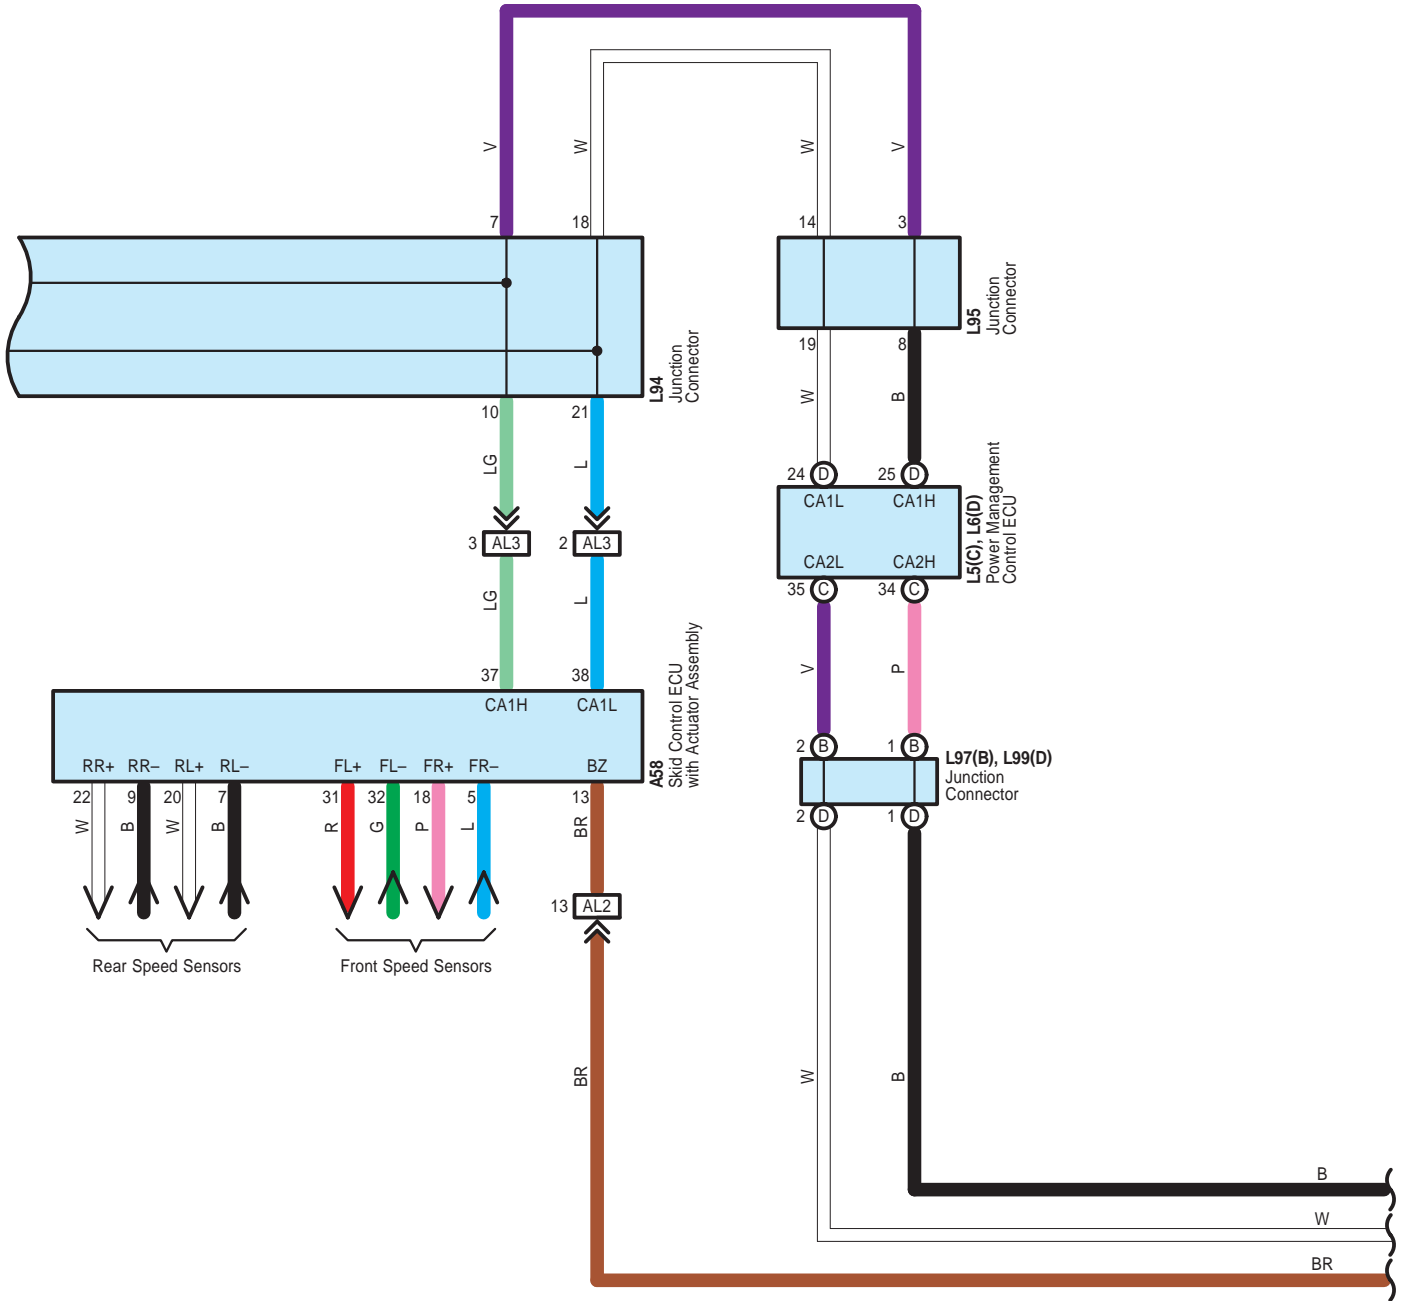 V
W
W
V
7
18
14
3
L94
Junction
Connector
L95
Junction
Connector
10
21
19
8
LG
L
W
B
24
D
25
D
CA1L
CA1H
CA2L
CA2H
L5(C), L6(D)
Power Management
Control ECU
3
AL3
2
AL3
35
C
34
C
LG
L
V
P
37
38
CA1H
CA1L
RR+
RR–
RL+
RL–
FL+
FL–
FR+
FR–
BZ
A58
Skid Control ECU
with Actuator Assembly
2
B
1
B
L97(B), L99(D)
Junction
Connector
2
D
1
D
22
9
20
7
31
32
18
5
13
W
B
W
B
R
G
P
L
BR
13
AL2
Rear Speed Sensors
Front Speed Sensors
BR
W
B
B
W
BR